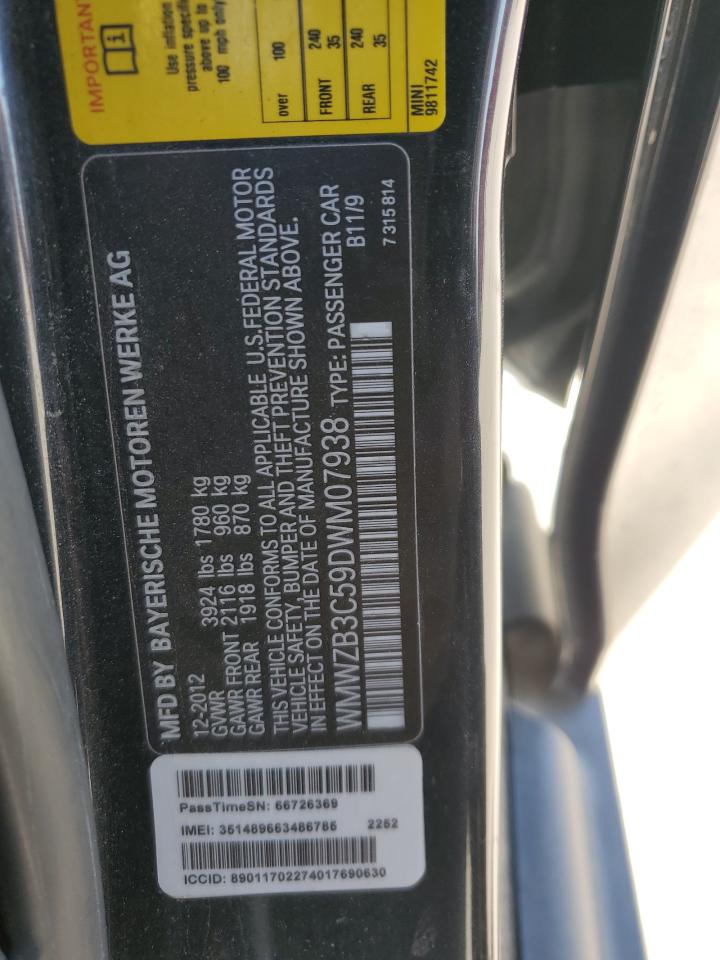 IMPORTANT
Use inflation
pressure specifi
above up to
100 mph only
over 100
FRONT 240
35
REAR 240
35
MINI
9811742
MFD BY BAYERISCHE MOTOREN WERKE AG
12-2012
GVWR 3924 lbs 1780 kg
GAWR FRONT 2116 lbs 960 kg
GAWR REAR 1918 lbs 870 kg
THIS VEHICLE CONFORMS TO ALL APPLICABLE U.S.FEDERAL MOTOR
VEHICLE SAFETY, BUMPER AND THEFT PREVENTION STANDARDS
IN EFFECT ON THE DATE OF MANUFACTURE SHOWN ABOVE.
WMWZB3C59DWM07938 TYPE: PASSENGER CAR
B11/9
7 315 814
PassTimeSN: 66726369
IMEI: 351489663486785 2252
ICCID: 89011702274017690630